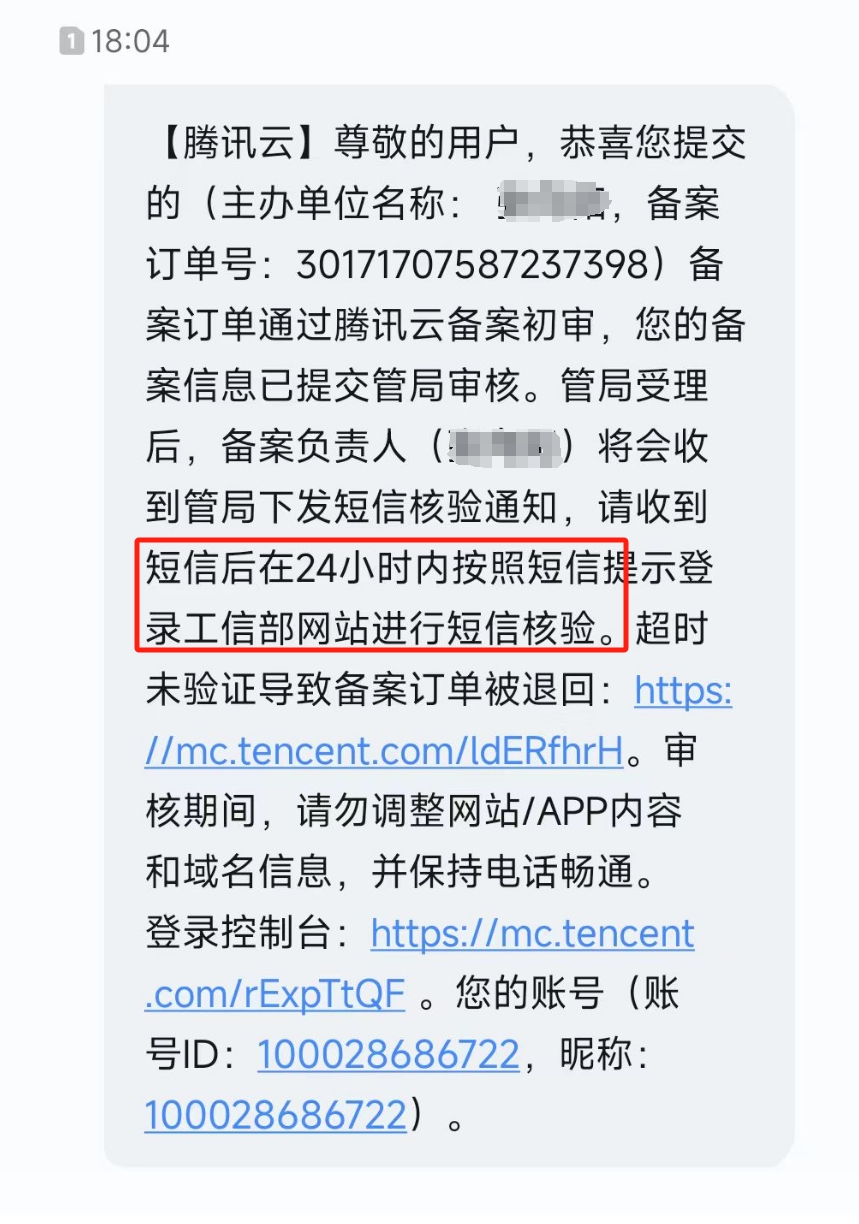 1 18:04
【腾讯云】尊敬的用户，恭喜您提交
的（主办单位名称： ，备案
订单号：30171707587237398）备
案订单通过腾讯云备案初审，您的备
案信息已提交管局审核。管局受理
后，备案负责人（ ）将会收
到管局下发短信核验通知，请收到
短信后在24小时内按照短信提示登
录工信部网站进行短信核验。超时
未验证导致备案订单被退回：https:
//mc.tencent.com/ldERfhrH。审
核期间，请勿调整网站/APP内容
和域名信息，并保持电话畅通。
登录控制台：https://mc.tencent
.com/rExpTtQF 。您的账号（账
号ID：100028686722，昵称：
100028686722）。